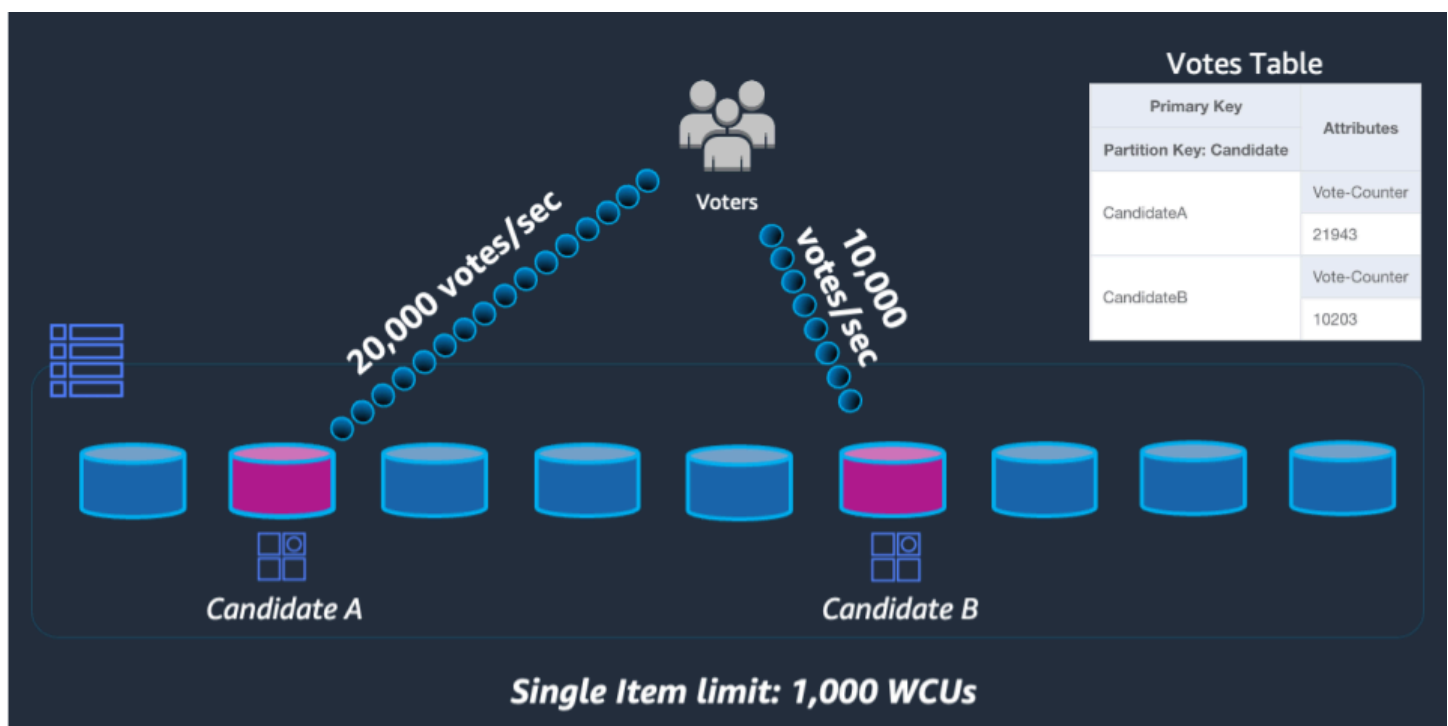 Votes Table
Primary Key
Attributes
Partition Key: Candidate
CandidateA
Vote-Counter
21943
CandidateB
Vote-Counter
10203
Voters
20,000 votes/sec
10,000
votes/sec
Candidate A
Candidate B
Single Item limit: 1,000 WCUs